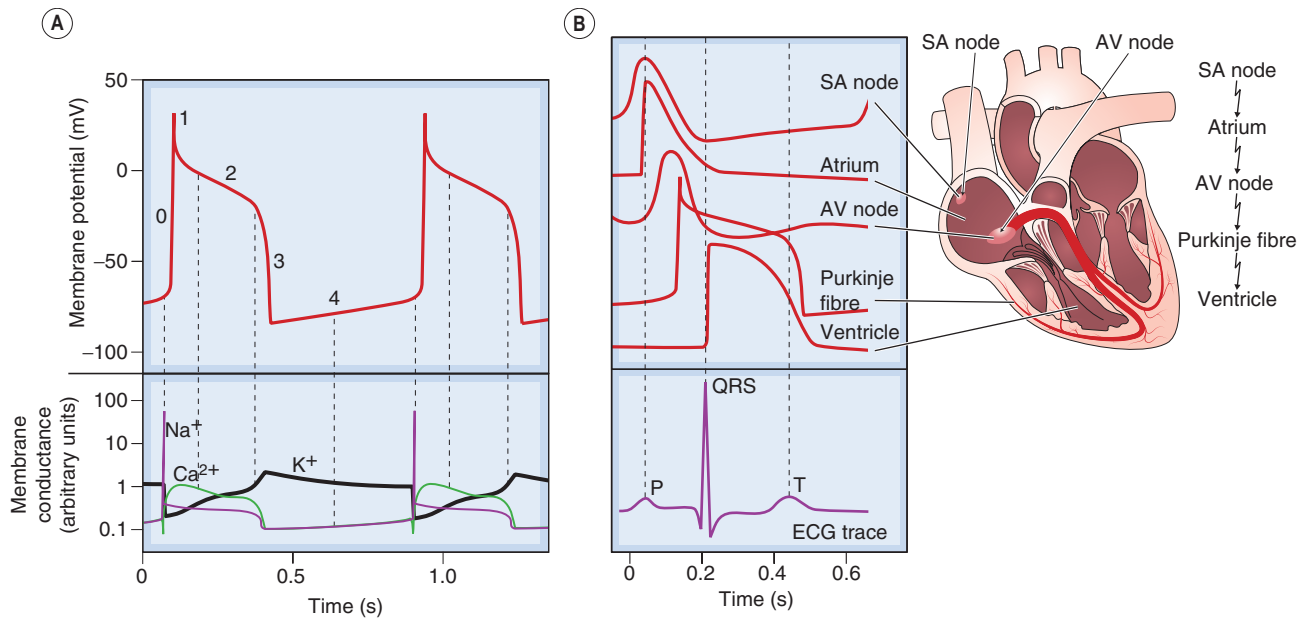 A
50
0
−50
−100
Membrane potential (mV)
1
2
0
3
4
100
10
1
0.1
Membrane
conductance
(arbitrary units)
Na+
Ca2+
K+
0
0.5
1.0
Time (s)
B
SA node
Atrium
AV node
Purkinje
fibre
Ventricle
QRS
P
T
ECG trace
0
0.2
0.4
0.6
Time (s)
SA node
AV node
SA node
Atrium
AV node
Purkinje fibre
Ventricle